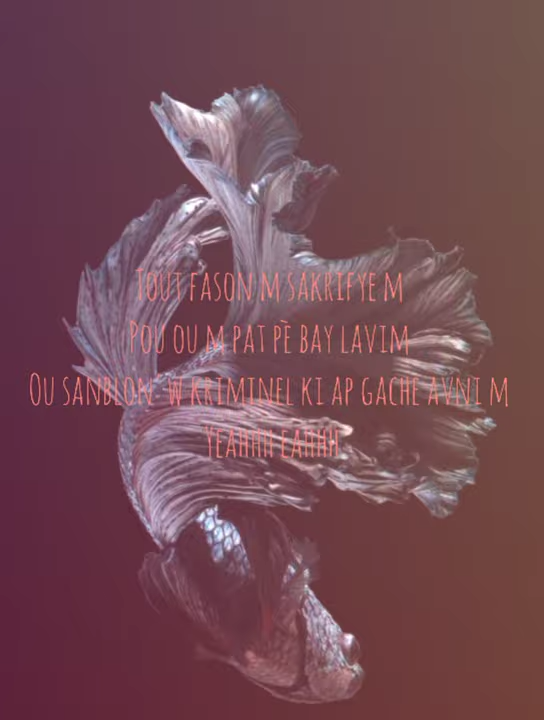 Tout fason m sakrifye m
Pou ou m pat pè bay lavim
Ou sanblon w kriminel ki ap gache avni m
Yeahhh eahhh